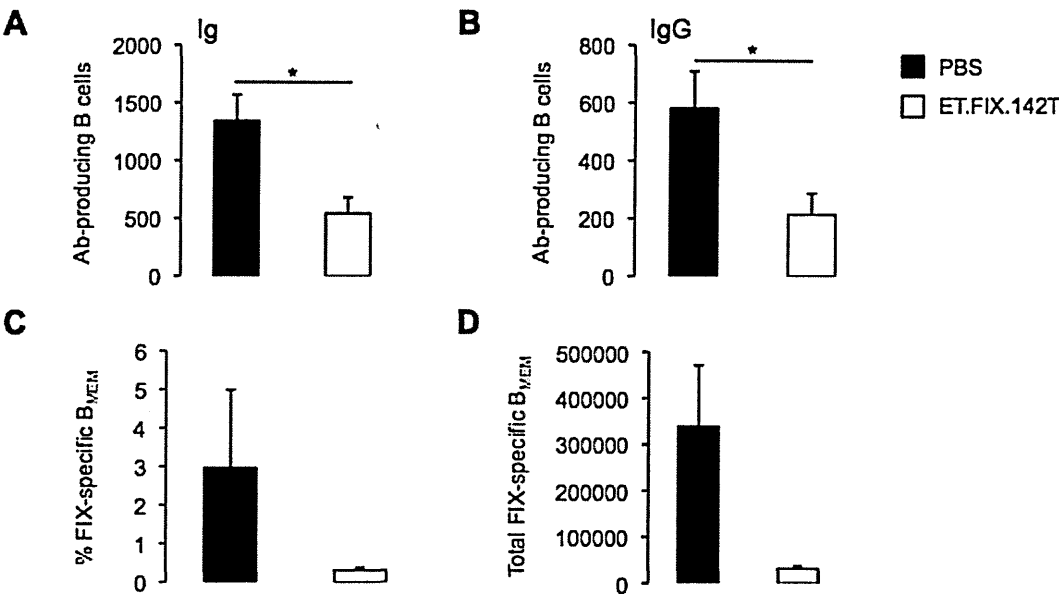 A
Ig
Ab-producing B cells
2000
1500
1000
500
0
*
B
IgG
Ab-producing B cells
800
600
400
200
0
*
PBS
ET.FIX.142T
C
% FIX-specific BMEM
6
5
4
3
2
1
0
D
Total FIX-specific BMEM
500000
400000
300000
200000
100000
0